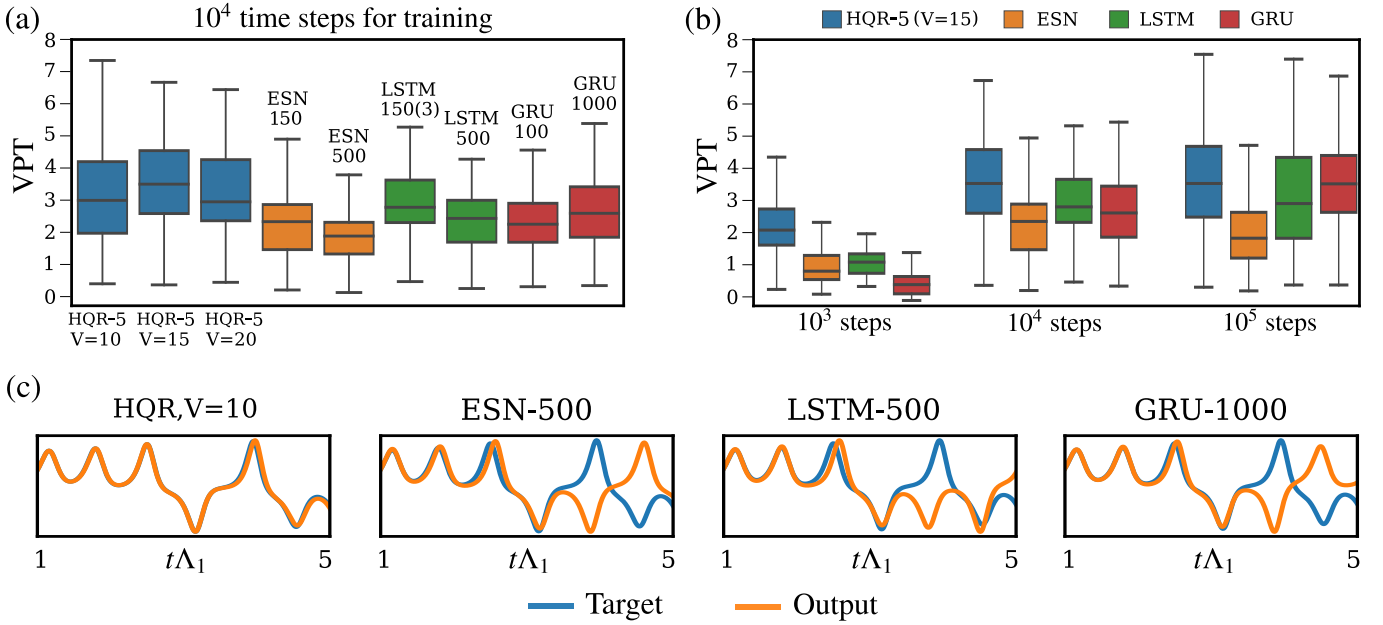 (a)
10⁴ time steps for training
VPT
8
7
6
5
4
3
2
1
0
HQR-5
V=10
HQR-5
V=15
HQR-5
V=20
ESN
150
ESN
500
LSTM
150(3)
LSTM
500
GRU
100
GRU
1000
(b)
HQR-5 (V=15) ESN LSTM GRU
VPT
8
7
6
5
4
3
2
1
0
10³ steps 10⁴ steps 10⁵ steps
(c)
HQR,V=10
1 tΛ₁ 5
ESN-500
1 tΛ₁ 5
LSTM-500
1 tΛ₁ 5
GRU-1000
1 tΛ₁ 5
Target Output